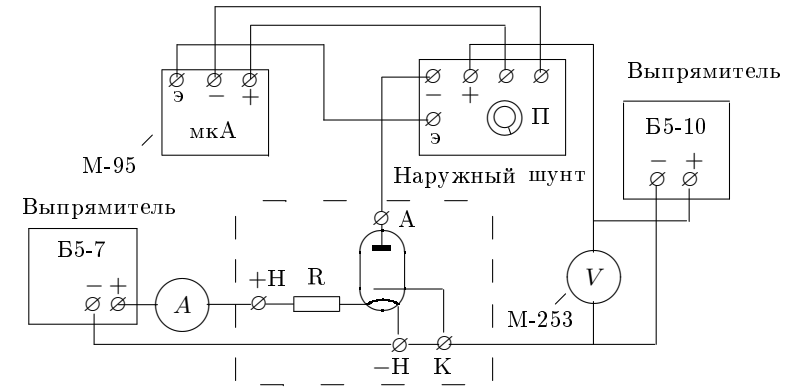 Выпрямитель
э − +
− +
П
мкА
э
Б5-10
− +
М-95
Наружный шунт
Выпрямитель
А
Б5-7
− +
+Н
R
A
V
М-253
−Н
К